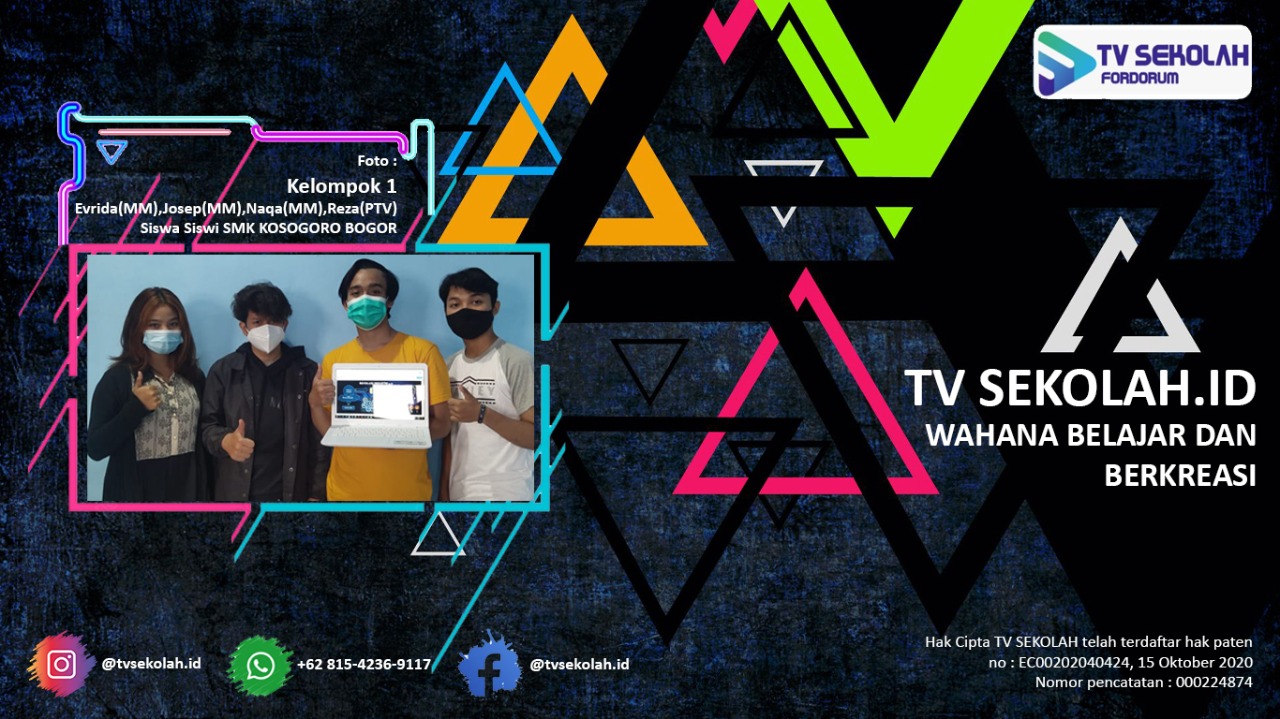 TV SEKOLAH
FORDORUM
Foto :
Kelompok 1
Evrida(MM),Josep(MM),Naqa(MM),Reza(PTV)
Siswa Siswi SMK KOSOGORO BOGOR
TV SEKOLAH.ID
WAHANA BELAJAR DAN
BERKREASI
@tvsekolah.id
+62 815-4236-9117
@tvsekolah.id
Hak Cipta TV SEKOLAH telah terdaftar hak paten
no : EC00202040424, 15 Oktober 2020
Nomor pencatatan : 000224874